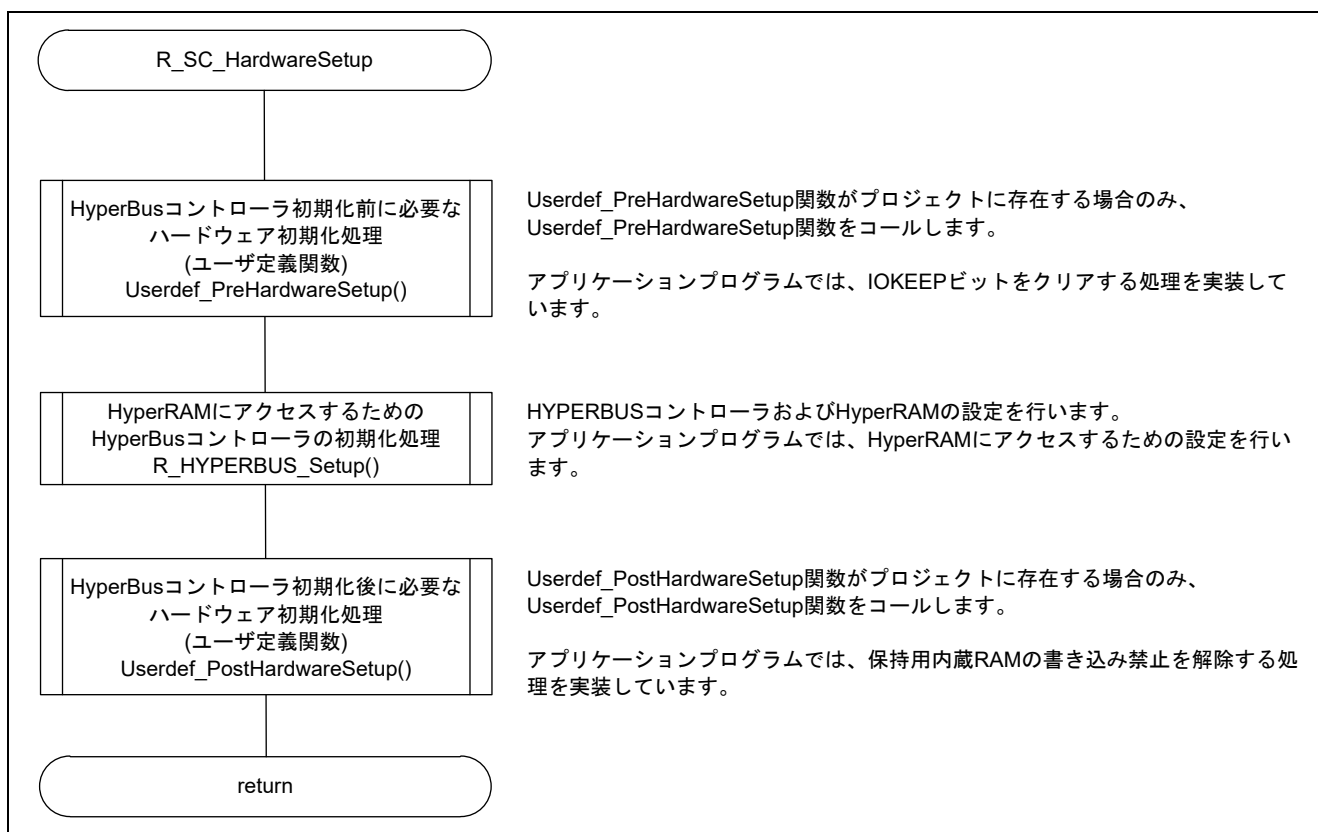 R_SC_HardwareSetup
HyperBusコントローラ初期化前に必要な
ハードウェア初期化処理
(ユーザ定義関数)
Userdef_PreHardwareSetup()
Userdef_PreHardwareSetup関数がプロジェクトに存在する場合のみ、
Userdef_PreHardwareSetup関数をコールします。
アプリケーションプログラムでは、IOKEEPビットをクリアする処理を実装して
います。
HyperRAMにアクセスするための
HyperBusコントローラの初期化処理
R_HYPERBUS_Setup()
HYPERBUSコントローラおよびHyperRAMの設定を行います。
アプリケーションプログラムでは、HyperRAMにアクセスするための設定を行い
ます。
HyperBusコントローラ初期化後に必要な
ハードウェア初期化処理
(ユーザ定義関数)
Userdef_PostHardwareSetup()
Userdef_PostHardwareSetup関数がプロジェクトに存在する場合のみ、
Userdef_PostHardwareSetup関数をコールします。
アプリケーションプログラムでは、保持用内蔵RAMの書き込み禁止を解除する処
理を実装しています。
return